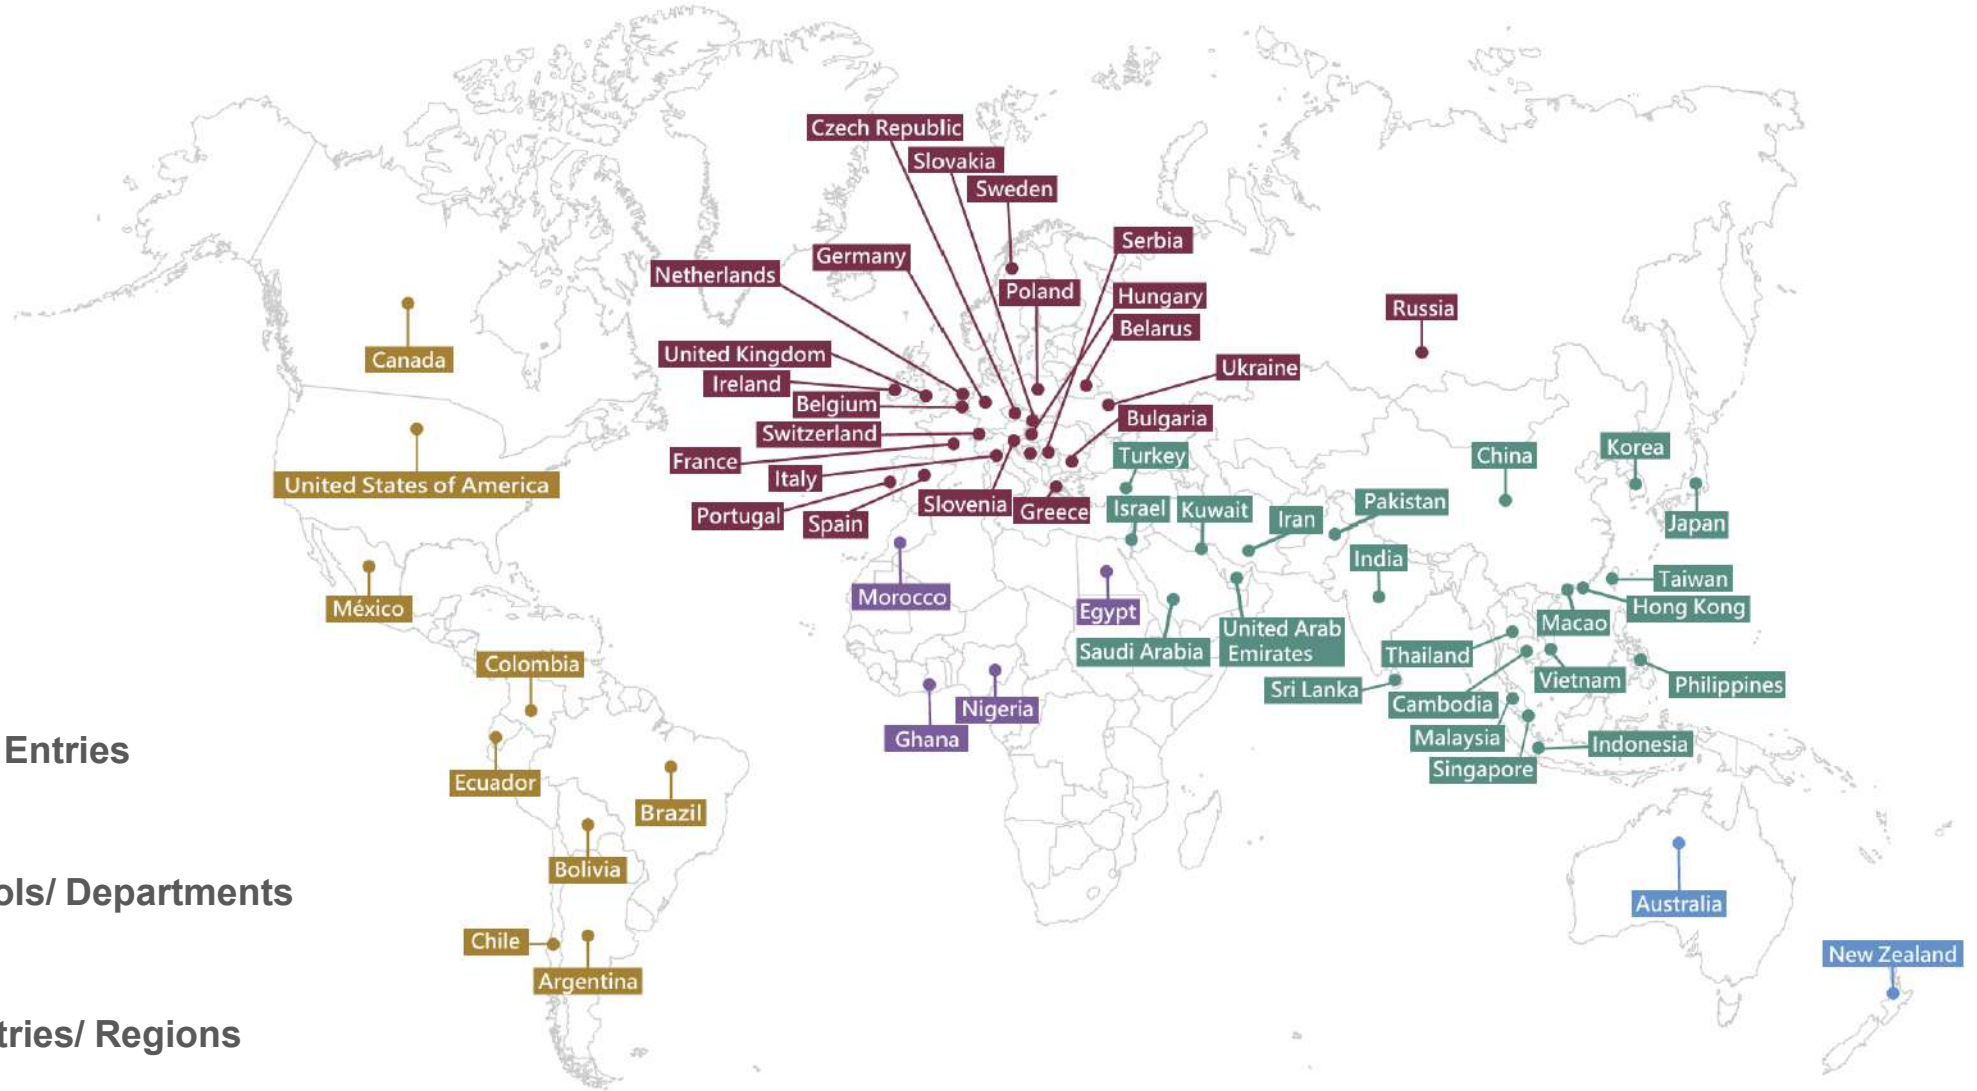 Czech Republic
Slovakia
Sweden
Serbia
Germany
Netherlands
Poland
Hungary
Belarus
Russia
Canada
United Kingdom
Ireland
Belgium
Ukraine
Bulgaria
Switzerland
France
Italy
Portugal
Spain
Slovenia
Greece
Turkey
Israel
Kuwait
Iran
Pakistan
China
Korea
Japan
United States of America
India
Taiwan
Hong Kong
Macao
México
Morocco
Egypt
Saudi Arabia
United Arab
Emirates
Thailand
Sri Lanka
Cambodia
Vietnam
Philippines
Malaysia
Singapore
Indonesia
Colombia
Nigeria
Ghana
Entries
Ecuador
Brazil
Bolivia
ols/ Departments
Australia
Chile
Argentina
New Zealand
tries/ Regions